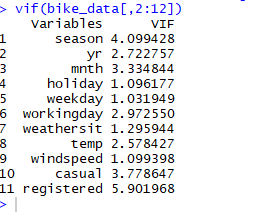 > vif(bike_data[,2:12])
Variables VIF
1 season 4.099428
2 yr 2.722757
3 mnth 3.334844
4 holiday 1.096177
5 weekday 1.031949
6 workingday 2.972550
7 weathersit 1.295944
8 temp 2.578427
9 windspeed 1.099398
10 casual 3.778647
11 registered 5.901968
>